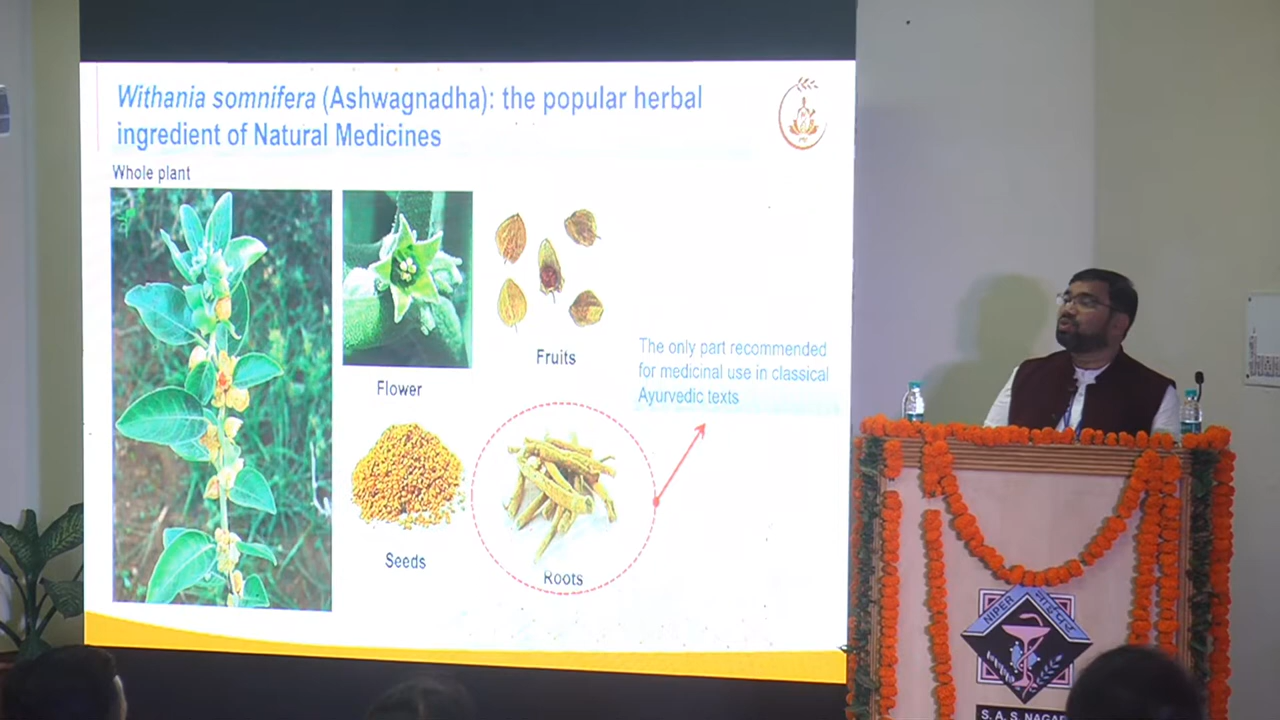 Withania somnifera (Ashwagnadha): the popular herbal
ingredient of Natural Medicines
Whole plant
Flower
Fruits
The only part recommended
for medicinal use in classical
Ayurvedic texts
Seeds
Roots
NIPER नाईपर
S. A. S. NAGAR